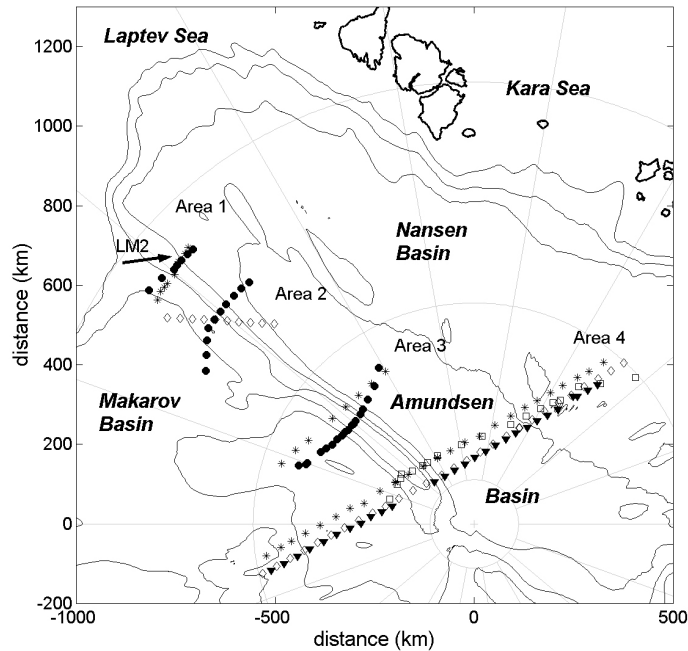 1200
Laptev Sea
Kara Sea
1000
800
Area 1
Nansen
Basin
LM2
600
Area 2
distance (km)
Area 3
Area 4
400
Makarov
Basin
Amundsen
200
Basin
0
-200
-1000
-500
0
500
distance (km)